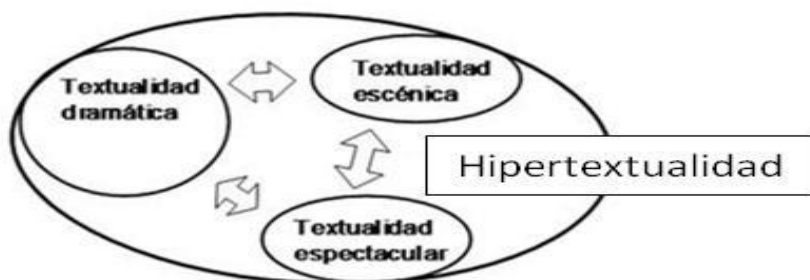 Textualidad
dramática
Textualidad
escénica
Hipertextualidad
Textualidad
espectacular